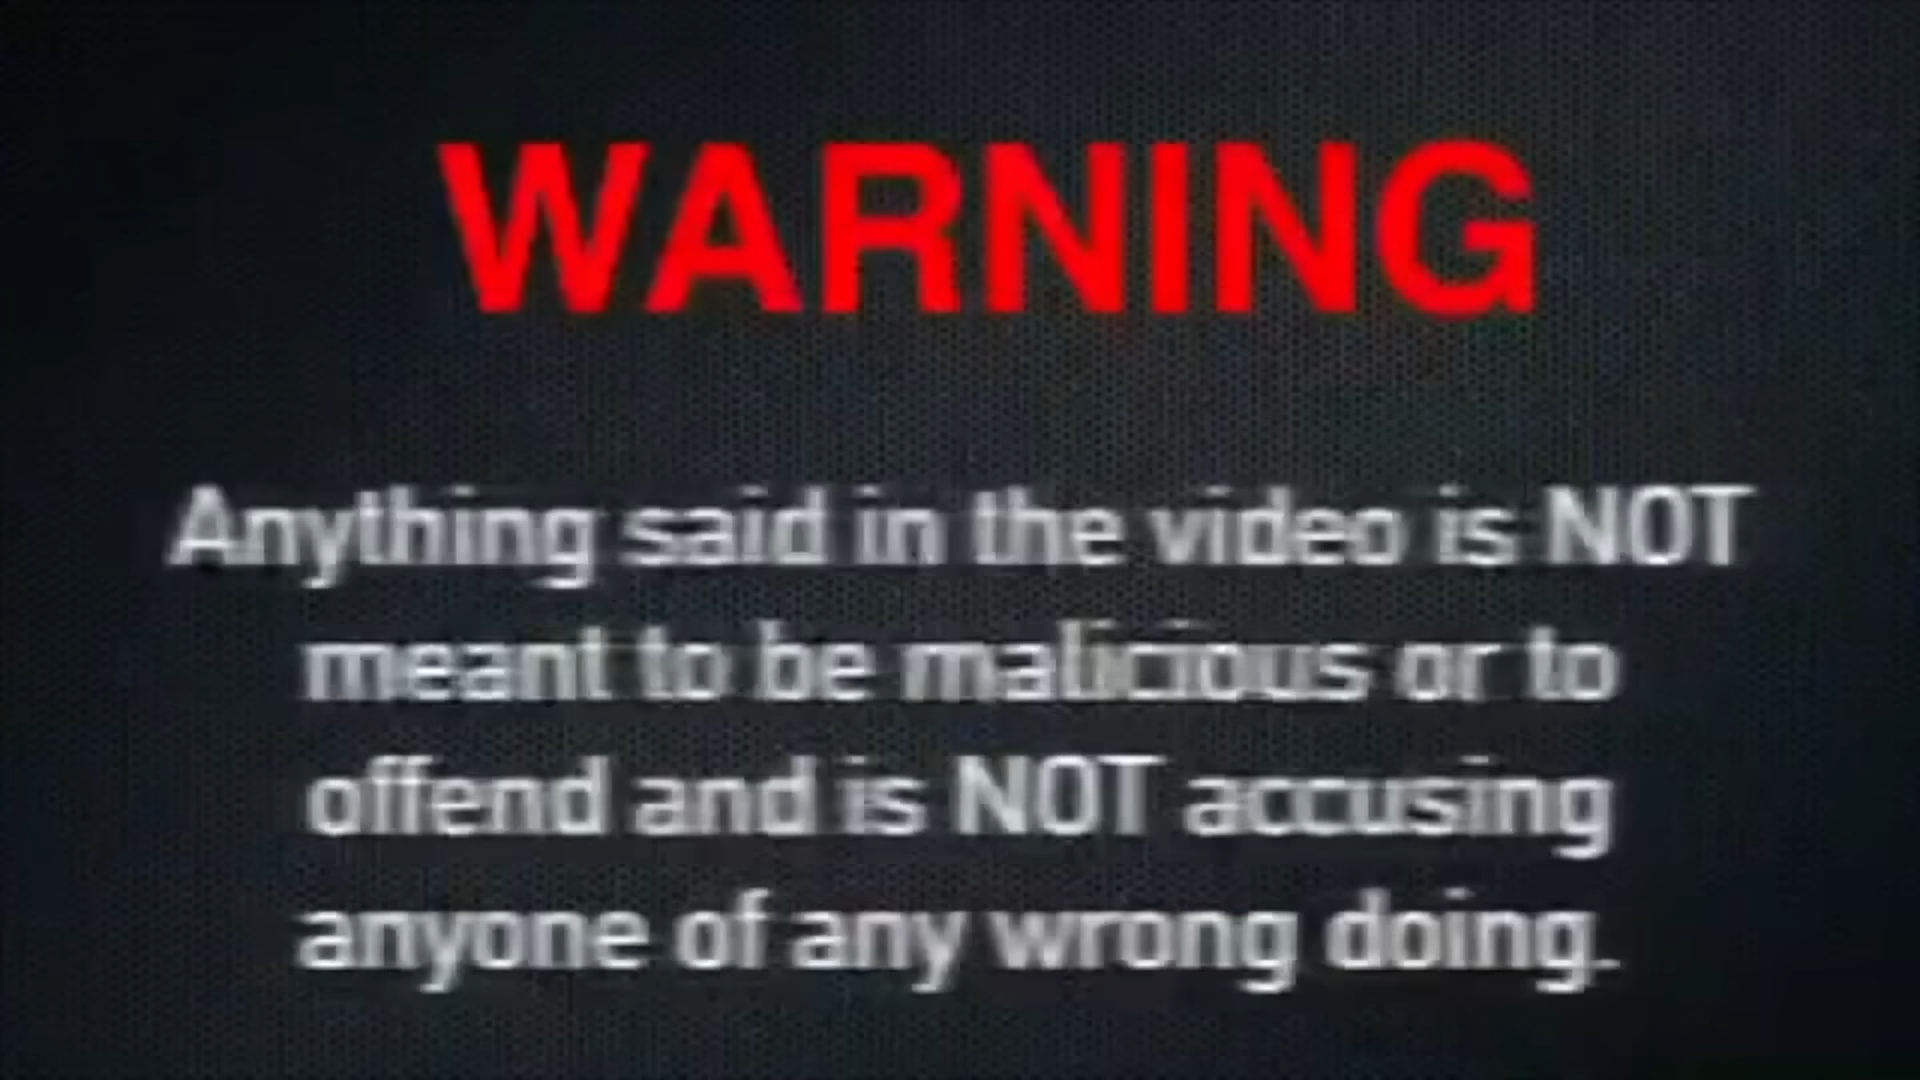 WARNING
Anything said in the video is NOT
meant to be malicious or to
offend and is NOT accusing
anyone of any wrong doing.